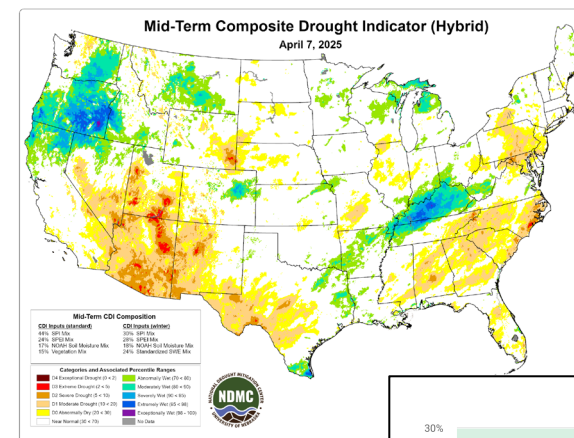 Mid-Term Composite Drought Indicator (Hybrid)
April 7, 2025
Mid-Term CDI Composition
CDI Inputs (standard)
44% SPI Mix
24% SPEI Mix
17% NOAH Soil Moisture Mix
15% Vegetation Mix
CDI Inputs (winter)
30% SPI Mix
28% SPEI Mix
18% NOAH Soil Moisture Mix
24% Standardized SWE Mix
Categories and Associated Percentile Ranges
D4 Exceptional Drought (0 < 2)
D3 Extreme Drought (2 < 5)
D2 Severe Drought (5 < 10)
D1 Moderate Drought (10 < 20)
D0 Abnormally Dry (20 < 30)
Near Normal (30 < 70)
Abnormally Wet (70 < 80)
Moderately Wet (80 < 90)
Severely Wet (90 < 95)
Extremely Wet (95 < 98)
Exceptionally Wet (98 - 100)
No Data
NATIONAL DROUGHT MITIGATION CENTER
NDMC
UNIVERSITY OF NEBRASKA
30%